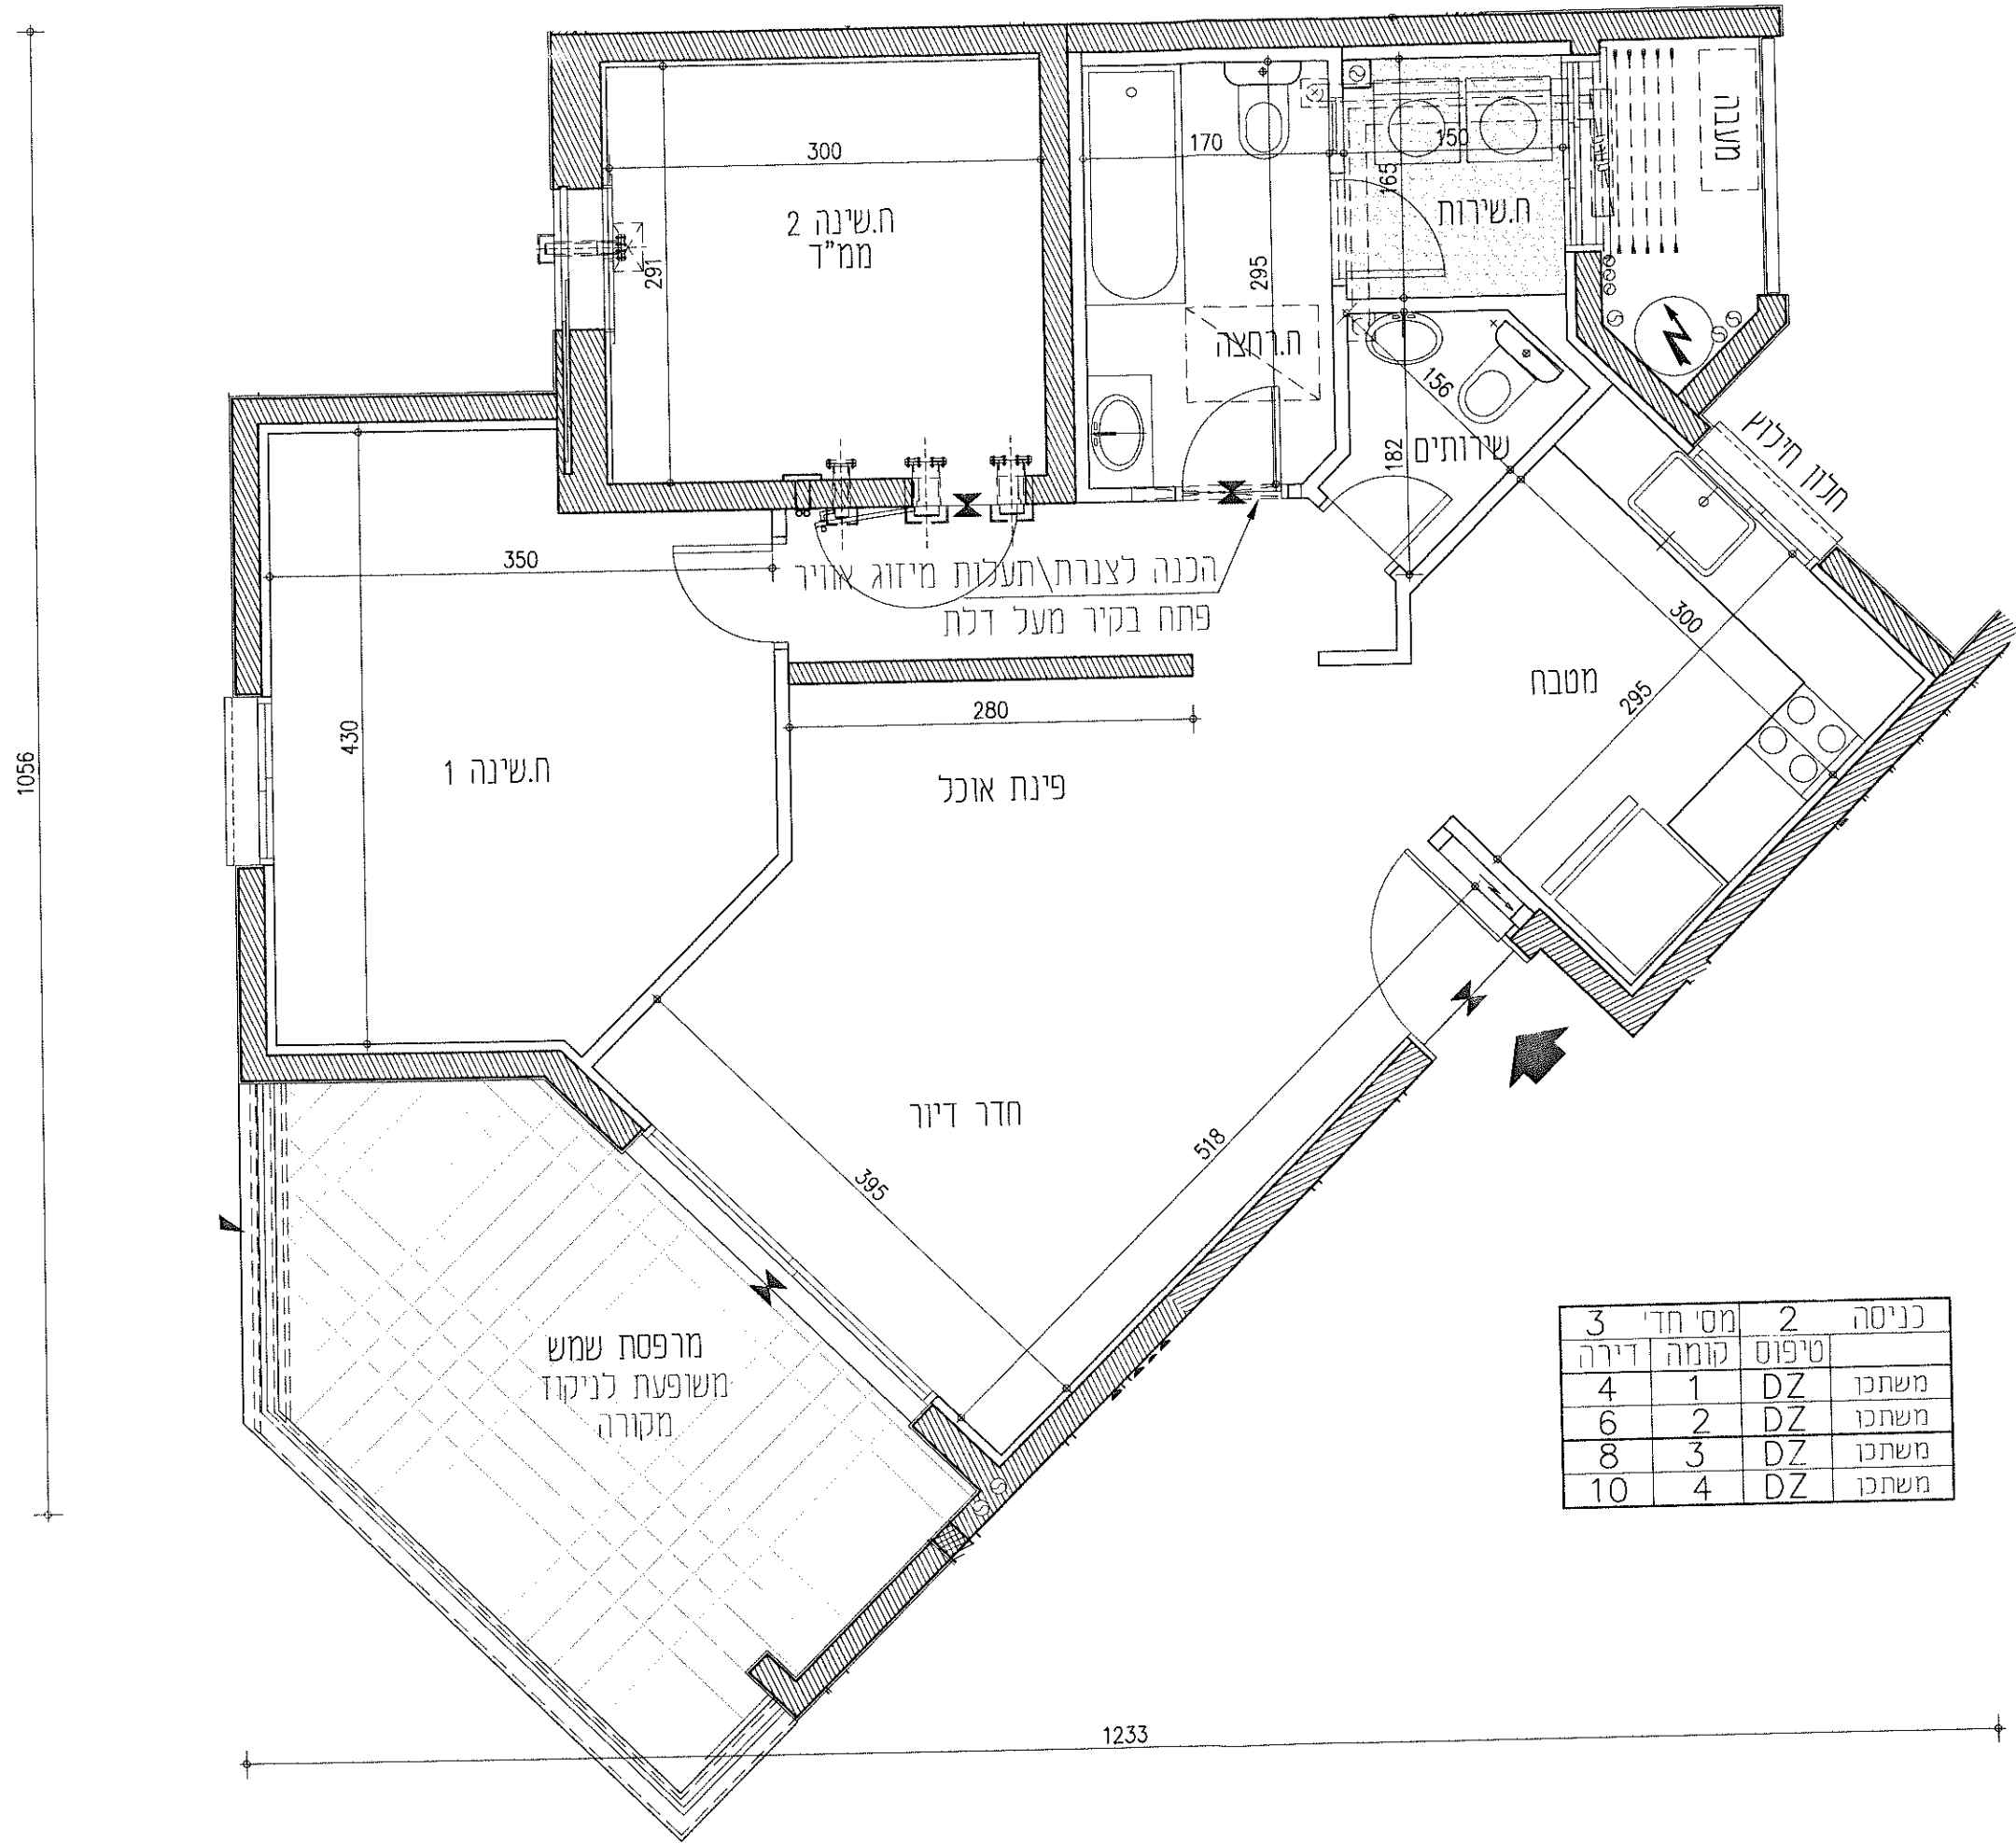 מעבה
150
170
165
300
ח.שינה 2
ממ"ד
ח.שירות
291
295
ח.רחצה
156
182
שירותים
חלון חילוץ
350
הכנה לצנרת\תעלות מיזוג אוויר
פתח בקיר מעל דלת
300
295
מטבח
280
430
ח.שינה 1
פינת אוכל
1056
חדר דיור
518
395
מרפסת שמש
משופעת לניקוז
מקורה
כניסה 2 מס' חד' 3
טיפוס קומה דירה
משתכן DZ 1 4
משתכן DZ 2 6
משתכן DZ 3 8
משתכן DZ 4 10
1233